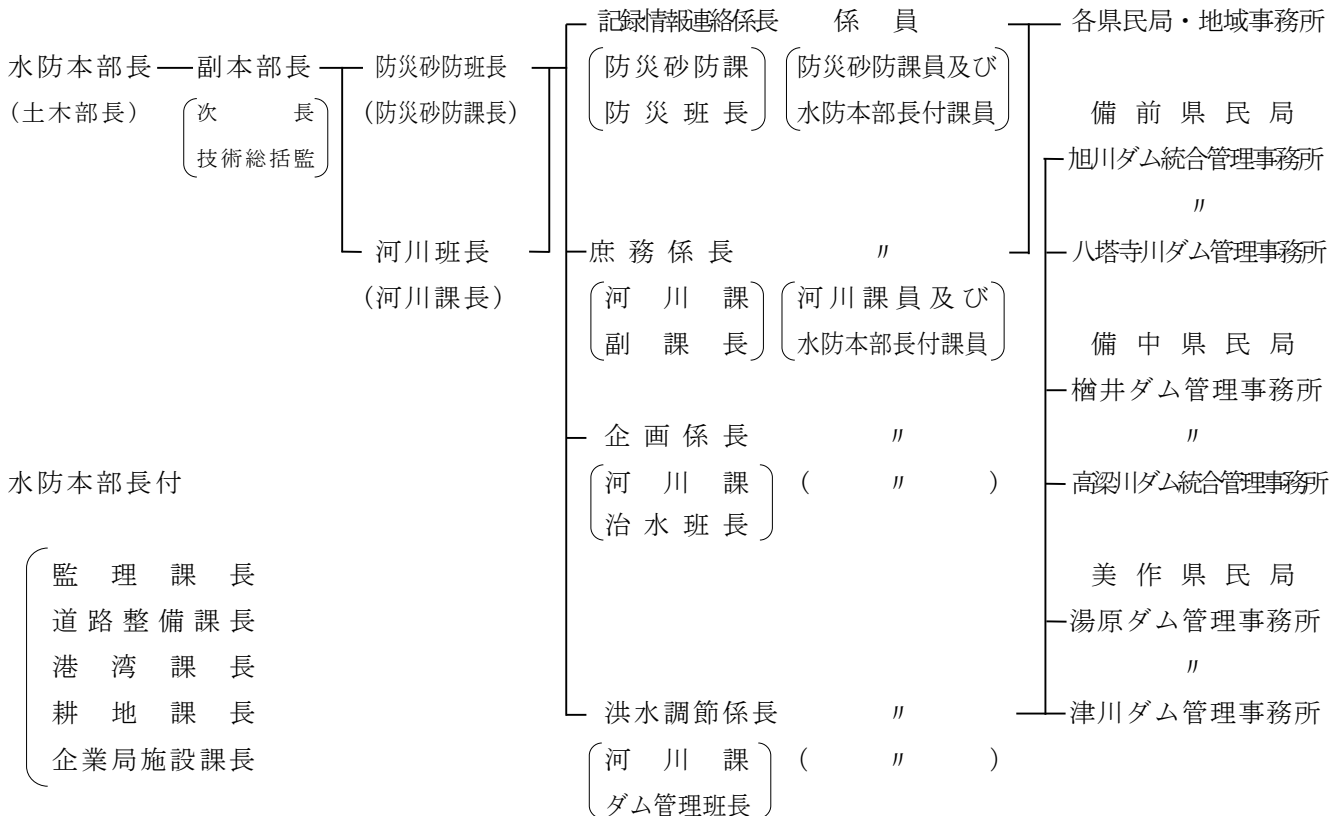 記録情報連絡係長 係員 各県民局・地域事務所
水防本部長 副本部長 防災砂防班長 防災砂防課 防災砂防課員及び
(土木部長) 次長 (防災砂防課長) 防災班長 水防本部長付課員 備前県民局
技術総括監 旭川ダム統合管理事務所
〃
河川班長 庶務係長 〃 八塔寺川ダム管理事務所
(河川課長) 河川課 河川課員及び
副課長 水防本部長付課員 備中県民局
楢井ダム管理事務所
企画係長 〃 〃
水防本部長付 河川課 (〃) 高梁川ダム統合管理事務所
治水班長
監理課長 美作県民局
道路整備課長 湯原ダム管理事務所
港湾課長 〃
耕地課長 洪水調節係長 〃 津川ダム管理事務所
企業局施設課長 河川課 (〃)
ダム管理班長